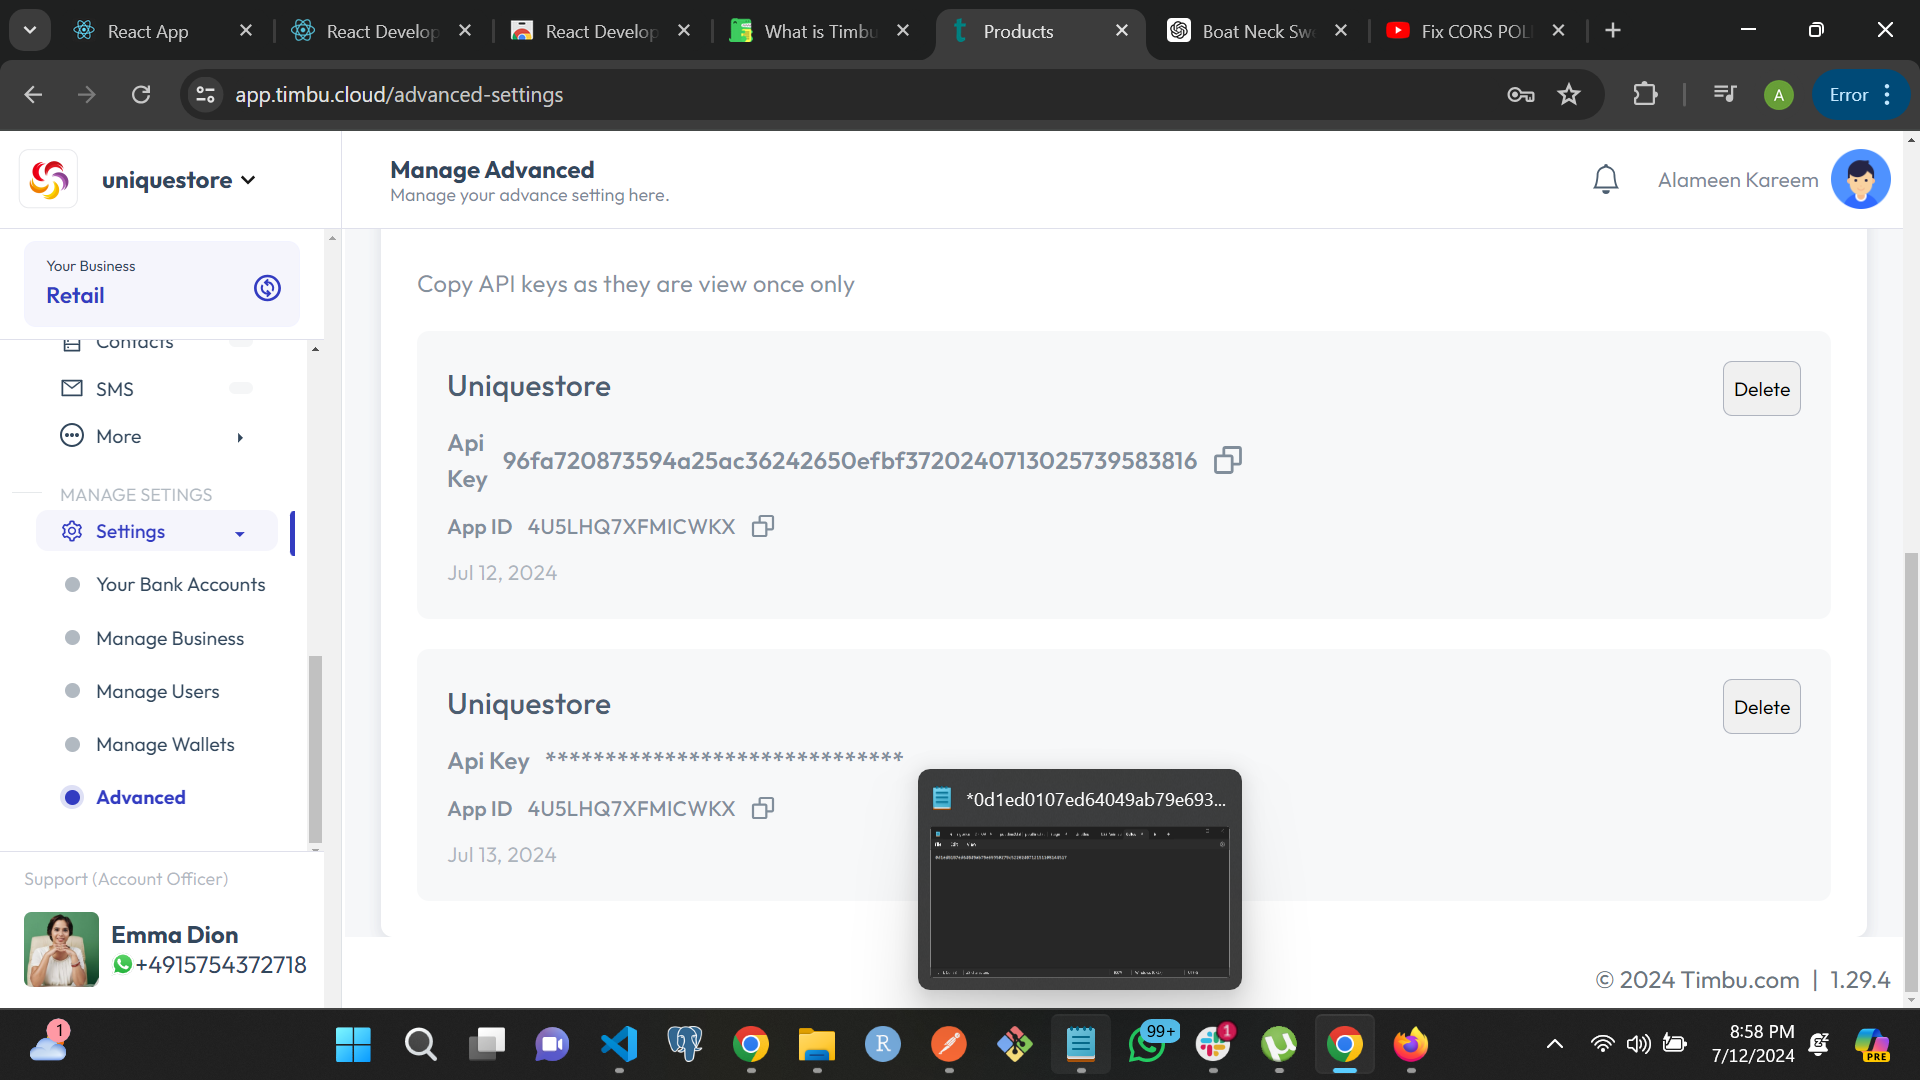 React App
React Develop
React Develop
What is Timbu
Products
Boat Neck Swe
Fix CORS POLI
app.timbu.cloud/advanced-settings
A
Error
uniquestore
Manage Advanced
Manage your advance setting here.
Alameen Kareem
Your Business
Retail
Contacts
SMS
More
MANAGE SETINGS
Settings
Your Bank Accounts
Manage Business
Manage Users
Manage Wallets
Advanced
Support (Account Officer)
Emma Dion
+4915754372718
Copy API keys as they are view once only
Uniquestore
Delete
Api Key
96fa720873594a25ac36242650efbf3720240713025739583816
App ID 4U5LHQ7XFMICWKX
Jul 12, 2024
Uniquestore
Delete
Api Key ******************************
App ID 4U5LHQ7XFMICWKX
Jul 13, 2024
*0d1ed0107ed64049ab79e693...
© 2024 Timbu.com | 1.29.4
1
R
99+
1
8:58 PM
7/12/2024
PRE